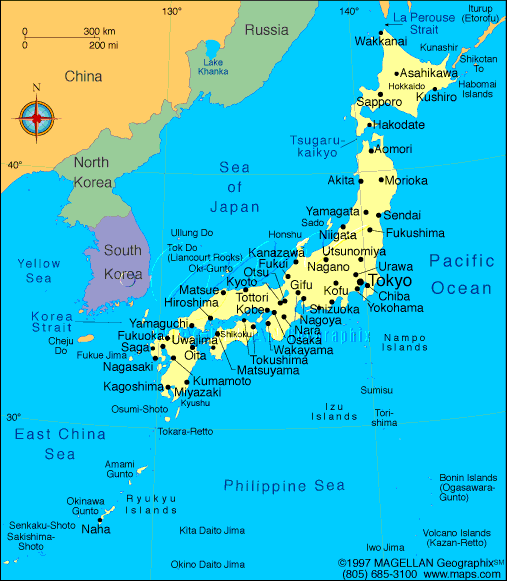 130°
140°
La Perouse
Strait
Iturup
(Etorofu)
0
200 km
0
300 mi
Russia
Wakkanai
Kunashir
Shikotan
To
Habomai
Islands
Lake
Khanka
China
Asahikawa
Hokkaido
Kushiro
Sapporo
N
Hakodate
Tsugaru-
kaikyo
Aomori
40°
North
Korea
Sea
of
Japan
Akita
Morioka
Yamagata
Sendai
Sado
Niigata
Fukushima
Ullung Do
Tok Do
(Liancourt Rocks)
Oki-Gunto
Honshu
Kanazawa
Fukui
Utsunomiya
South
Korea
Yellow
Sea
Pacific
Ocean
Otsu
Nagano
Urawa
Gifu
Kofu
Tokyo
Kyoto
Matsue
Tottori
Chiba
Hiroshima
Kobe
Shizuoka
Yokohama
Korea
Strait
Nagoya
Yamaguchi
Nara
Cheju
Do
Fukuoka
Shikoku
Osaka
Nampo
Islands
Uwajima
Wakayama
Saga
Fukue Jima
Oita
Tokushima
Nagasaki
Matsuyama
Kumamoto
Kagoshima
Miyazaki
Sumisu
Kyushu
Osumi-Shoto
Izu
Islands
Tori-
shima
30°
Tokara-Retto
East China
Sea
Amami
Gunto
Philippine Sea
Bonin Islands
(Ogasawara-
Gunto)
Okinawa
Gunto
Ryukyu
Islands
Senkaku-Shoto
Sakishima-
Shoto
Naha
Kita Daito Jima
Volcano Islands
(Kazan-Retto)
Iwo Jima
Okino Daito Jima
©1997 MAGELLAN Geographix℠
(805) 685-3100 www.maps.com